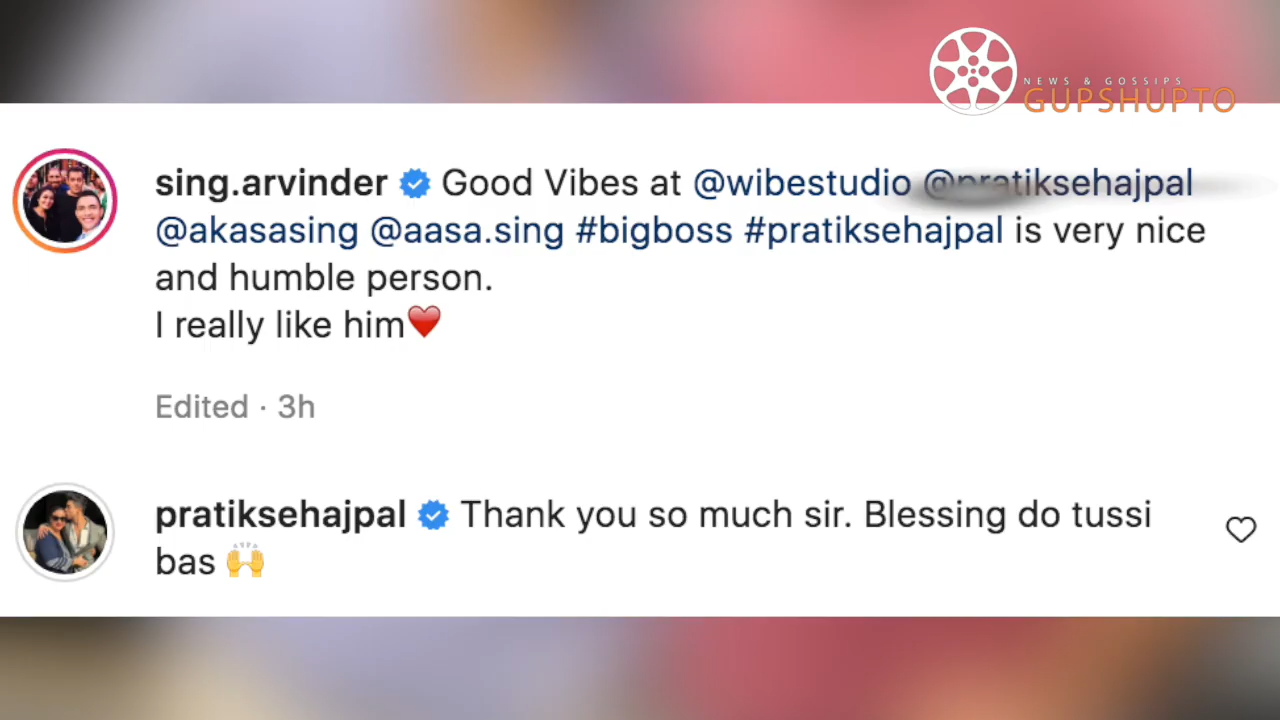 NEWS & GOSSIPS
GUPSHUPTO
sing.arvinder Good Vibes at @wibestudio @pratiksehajpal
@akasasing @aasa.sing #bigboss #pratiksehajpal is very nice
and humble person.
I really like him❤️
Edited · 3h
pratiksehajpal Thank you so much sir. Blessing do tussi
bas 🙌